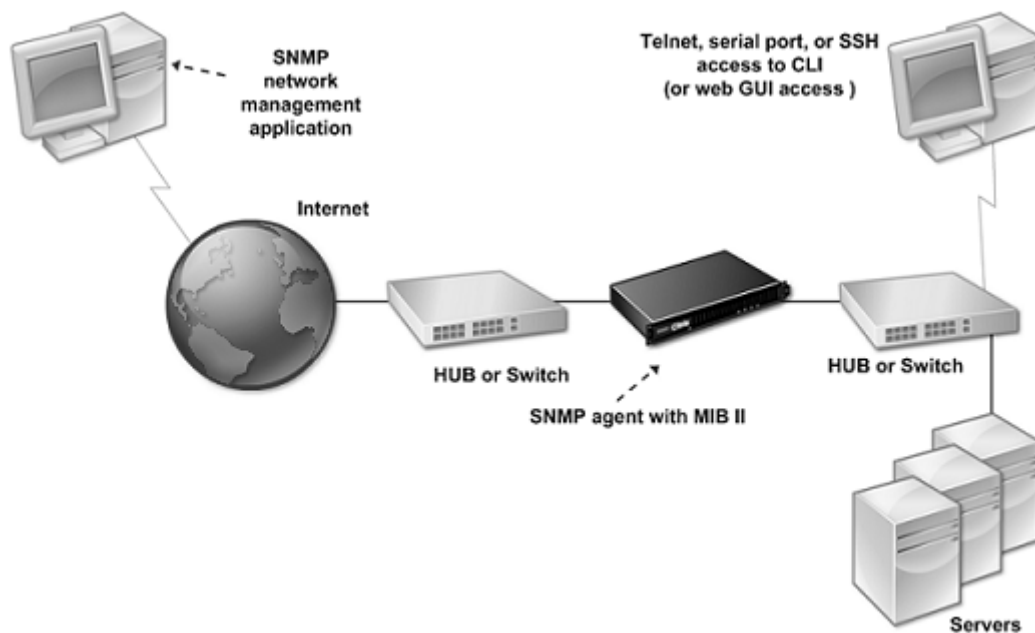 SNMP
network
management
application
Telnet, serial port, or SSH
access to CLI
(or web GUI access )
Internet
HUB or Switch
SNMP agent with MIB II
HUB or Switch
Servers